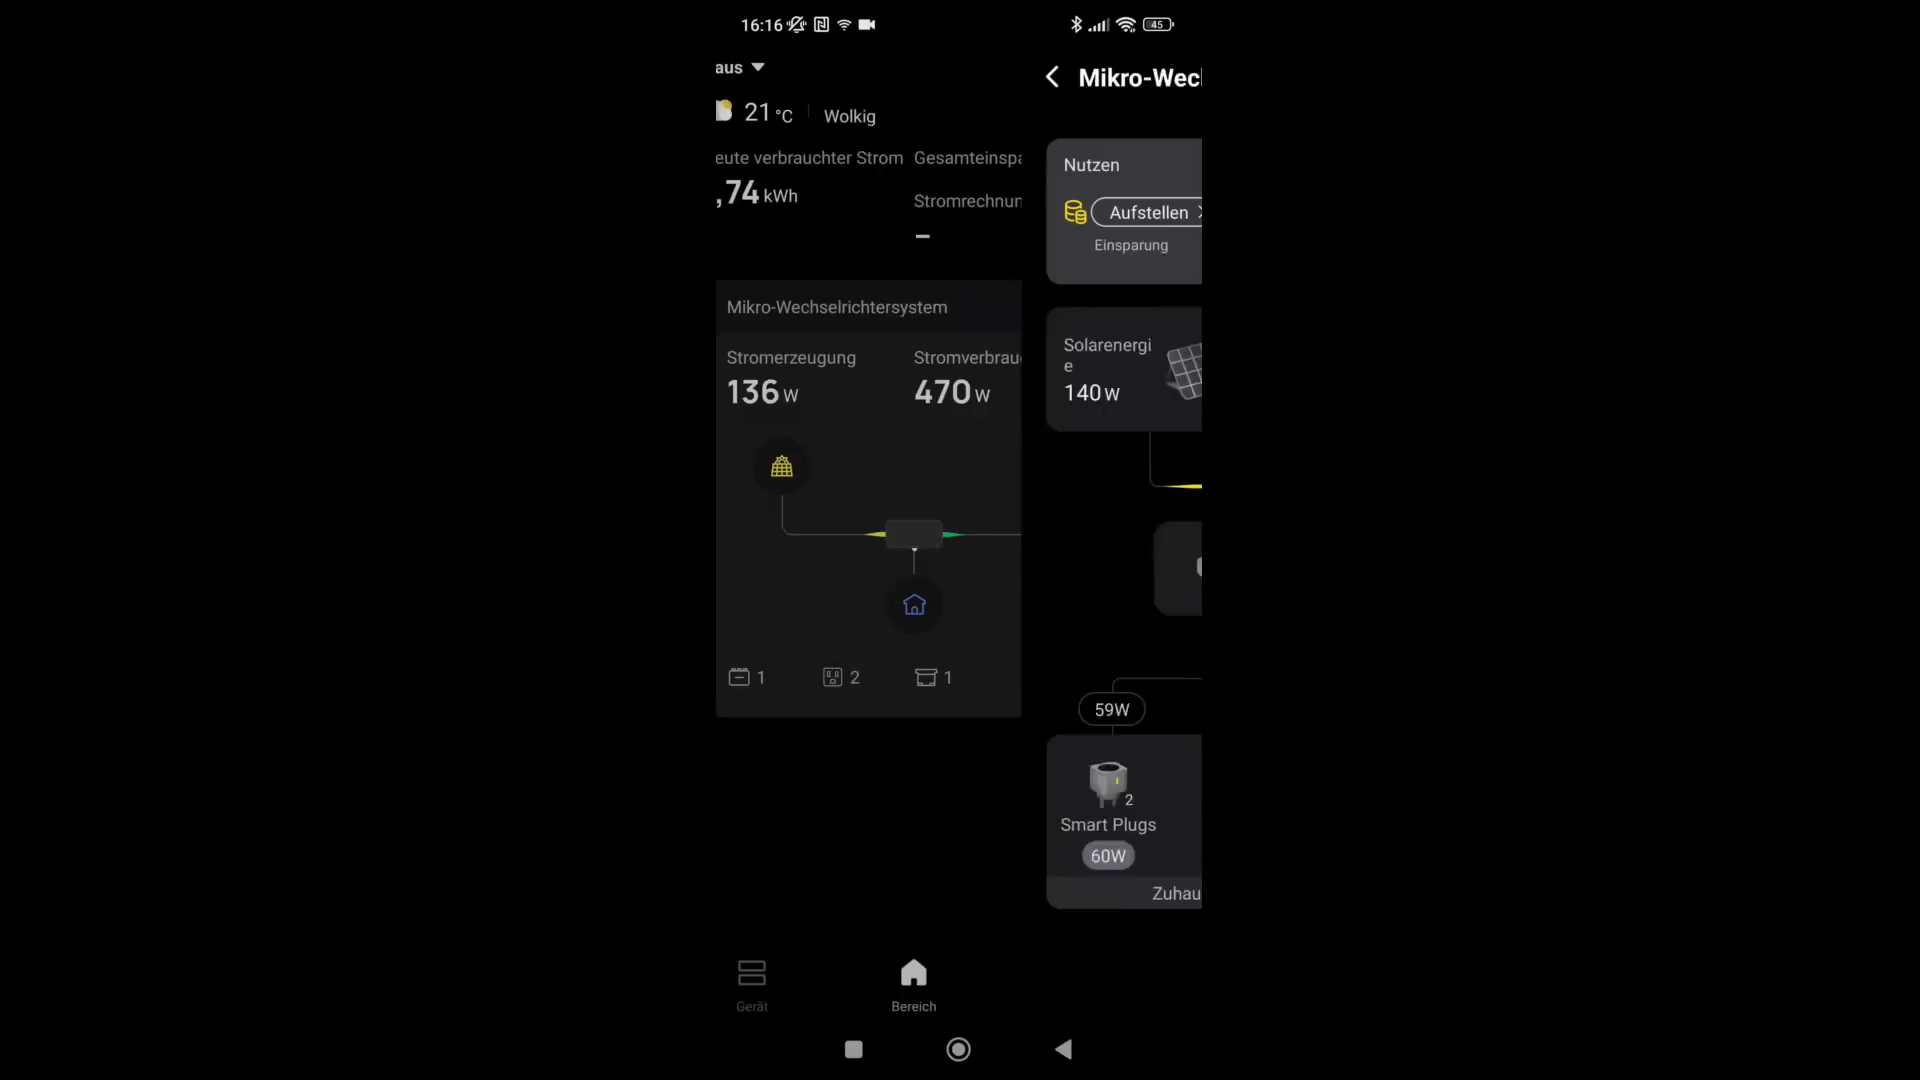 16:16
45
aus
21 °C
Wolkig
eute verbrauchter Strom
,74 kWh
Gesamteinspa
Stromrechnun
–
Mikro-Wechselrichtersystem
Stromerzeugung
136 W
Stromverbrau
470 W
1
2
1
Gerät
Bereich
Mikro-Wecl
Nutzen
Aufstellen
Einsparung
Solarenergi
e
140 W
59W
2
Smart Plugs
60W
Zuhau